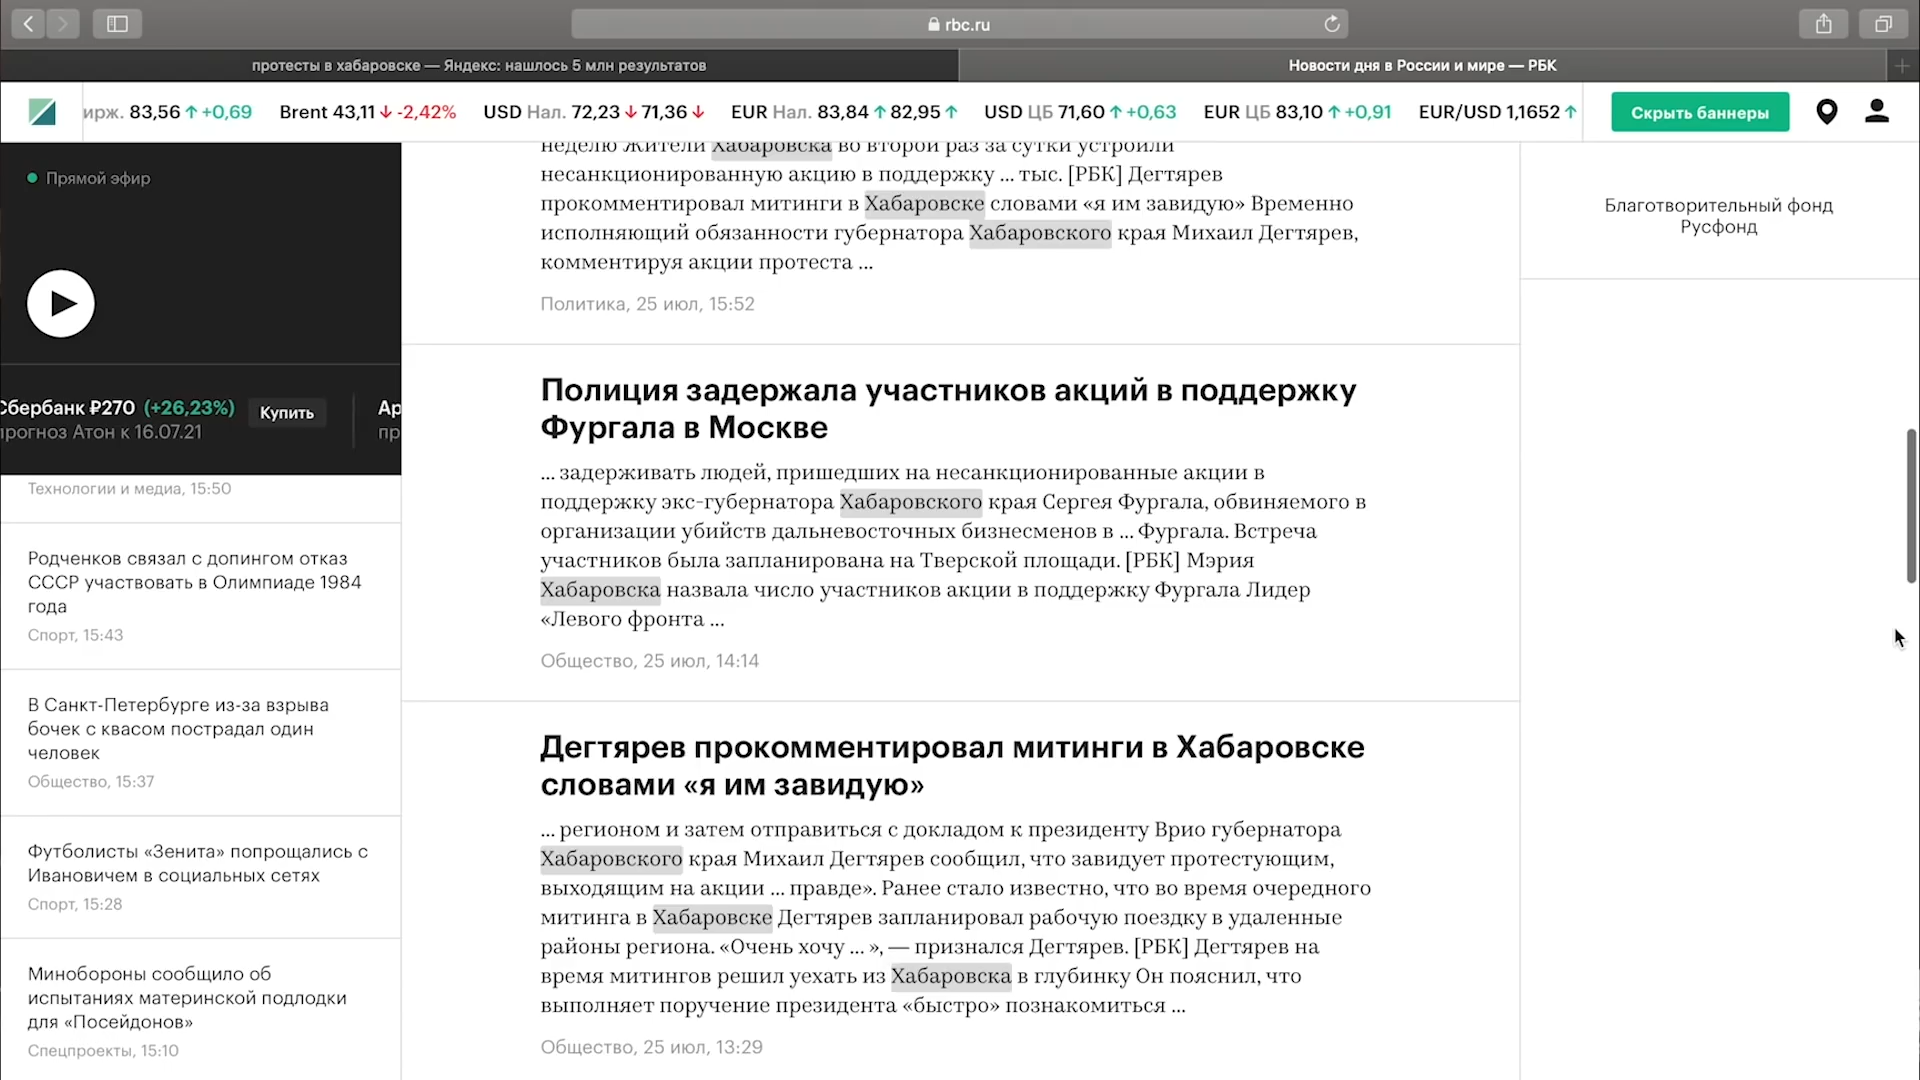 rbc.ru
протесты в хабаровске — Яндекс: нашлось 5 млн результатов
Новости дня в России и мире — РБК
ирж. 83,56 ↑ +0,69 Brent 43,11 ↓ -2,42% USD Нал. 72,23 ↓ 71,36 ↓ EUR Нал. 83,84 ↑ 82,95 ↑ USD ЦБ 71,60 ↑ +0,63 EUR ЦБ 83,10 ↑ +0,91 EUR/USD 1,1652 ↑
Скрыть баннеры
Прямой эфир
Сбербанк ₽270 (+26,23%)
прогноз Атон к 16.07.21
Купить
Ар
пр
Технологии и медиа, 15:50
Родченков связал с допингом отказ
СССР участвовать в Олимпиаде 1984
года
Спорт, 15:43
В Санкт-Петербурге из-за взрыва
бочек с квасом пострадал один
человек
Общество, 15:37
Футболисты «Зенита» попрощались с
Ивановичем в социальных сетях
Спорт, 15:28
Минобороны сообщило об
испытаниях материнской подлодки
для «Посейдонов»
Спецпроекты, 15:10
неделю жители Хабаровска во второй раз за сутки устроили
несанкционированную акцию в поддержку ... тыс. [РБК] Дегтярев
прокомментировал митинги в Хабаровске словами «я им завидую» Временно
исполняющий обязанности губернатора Хабаровского края Михаил Дегтярев,
комментируя акции протеста ...
Политика, 25 июл, 15:52
Полиция задержала участников акций в поддержку
Фургала в Москве
... задерживать людей, пришедших на несанкционированные акции в
поддержку экс-губернатора Хабаровского края Сергея Фургала, обвиняемого в
организации убийств дальневосточных бизнесменов в ... Фургала. Встреча
участников была запланирована на Тверской площади. [РБК] Мэрия
Хабаровска назвала число участников акции в поддержку Фургала Лидер
«Левого фронта ...
Общество, 25 июл, 14:14
Дегтярев прокомментировал митинги в Хабаровске
словами «я им завидую»
... регионом и затем отправиться с докладом к президенту Врио губернатора
Хабаровского края Михаил Дегтярев сообщил, что завидует протестующим,
выходящим на акции ... правде». Ранее стало известно, что во время очередного
митинга в Хабаровске Дегтярев запланировал рабочую поездку в удаленные
районы региона. «Очень хочу ... », — признался Дегтярев. [РБК] Дегтярев на
время митингов решил уехать из Хабаровска в глубинку Он пояснил, что
выполняет поручение президента «быстро» познакомиться ...
Общество, 25 июл, 13:29
Благотворительный фонд
Русфонд